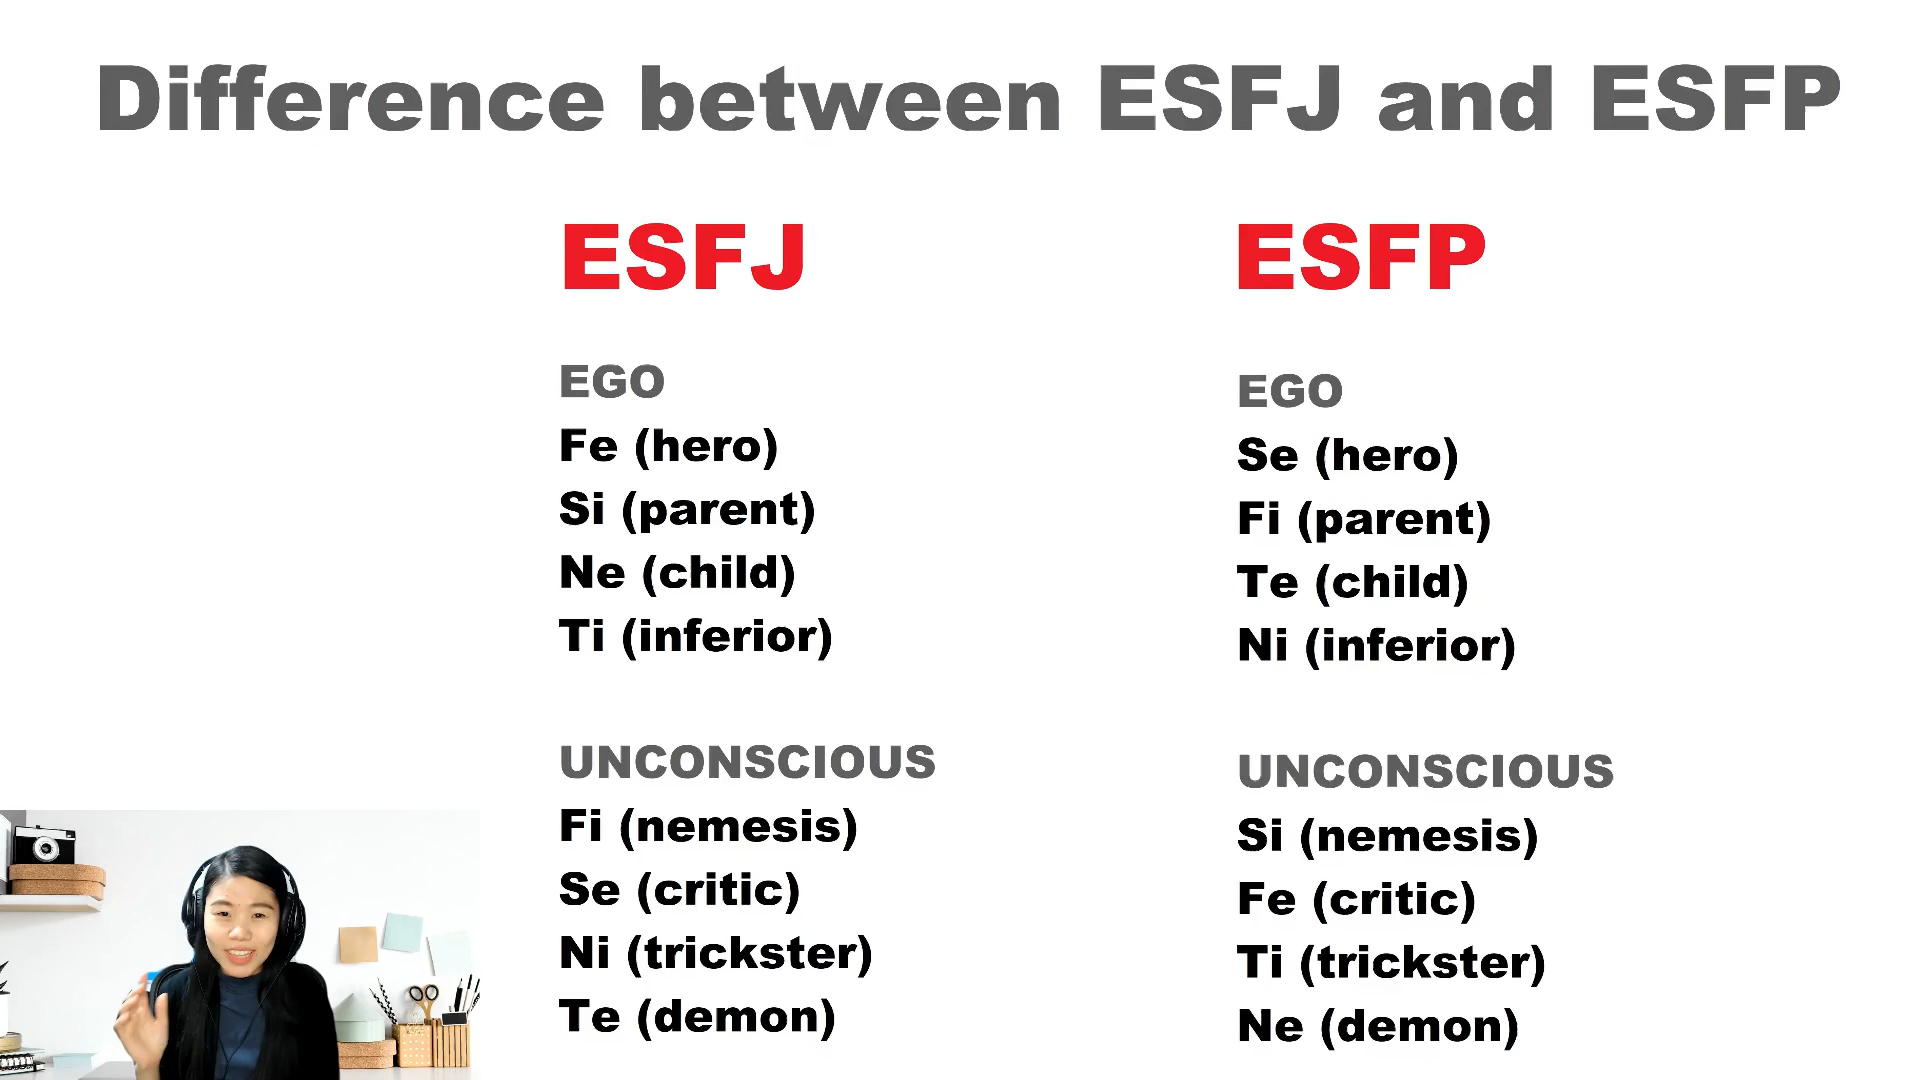 Difference between ESFJ and ESFP
ESFJ
EGO
Fe (hero)
Si (parent)
Ne (child)
Ti (inferior)
UNCONSCIOUS
Fi (nemesis)
Se (critic)
Ni (trickster)
Te (demon)
ESFP
EGO
Se (hero)
Fi (parent)
Te (child)
Ni (inferior)
UNCONSCIOUS
Si (nemesis)
Fe (critic)
Ti (trickster)
Ne (demon)